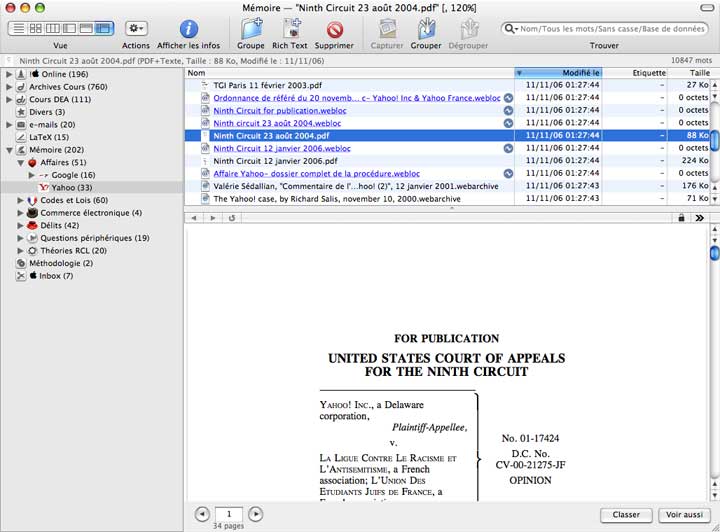 Mémoire — "Ninth Circuit 23 août 2004.pdf" [, 120%]
Nom/Tous les mots/Sans casse/Base de données
Vue
Actions
Afficher les infos
Groupe
Rich Text
Supprimer
Capturer
Grouper
Dégrouper
Trouver
Ninth Circuit 23 août 2004.pdf (PDF+Texte, Taille : 88 Ko, Modifié le : 11/11/06)
10847 mots
! Online (196)
Archives Cours (760)
Cours DEA (111)
Divers (3)
e-mails (20)
LaTeX (15)
Mémoire (202)
Affaires (51)
Google (16)
Yahoo (33)
Codes et Lois (60)
Commerce électronique (4)
Délits (42)
Questions périphériques (19)
Théories RCL (20)
Méthodologie (2)
Inbox (7)
Nom Modifié le Etiquette Taille
TGI Paris 11 février 2003.pdf 11/11/06 01:27:44 – 27 Ko
Ordonnance de référé du 20 novemb... c- Yahoo! Inc & Yahoo France.webloc 11/11/06 01:27:44 – 0 octets
Ninth Circuit for publication.webloc 11/11/06 01:27:44 – 0 octets
Ninth circuit 23 août 2004.webloc 11/11/06 01:27:44 – 0 octets
Ninth Circuit 23 août 2004.pdf 11/11/06 01:27:44 – 88 Ko
Ninth Circuit 12 janvier 2006.webloc 11/11/06 01:27:44 – 0 octets
Ninth Circuit 12 janvier 2006.pdf 11/11/06 01:27:44 – 224 Ko
Affaire Yahoo- dossier complet de la procédure.webloc 11/11/06 01:27:44 – 0 octets
Valérie Sédallian, "Commentaire de l'...hoo! (2)", 12 janvier 2001.webarchive 11/11/06 01:27:43 – 176 Ko
The Yahoo! case, by Richard Salis, november 10, 2000.webarchive 11/11/06 01:27:43 – 71 Ko
FOR PUBLICATION
UNITED STATES COURT OF APPEALS
FOR THE NINTH CIRCUIT
YAHOO! INC., a Delaware
corporation,
Plaintiff-Appellee,
v.
LA LIGUE CONTRE LE RACISME ET
L'ANTISEMITISME, a French
association; L'UNION DES
ETUDIANTS JUIFS DE FRANCE, a
No. 01-17424
D.C. No.
CV-00-21275-JF
OPINION
1
34 pages
Classer
Voir aussi